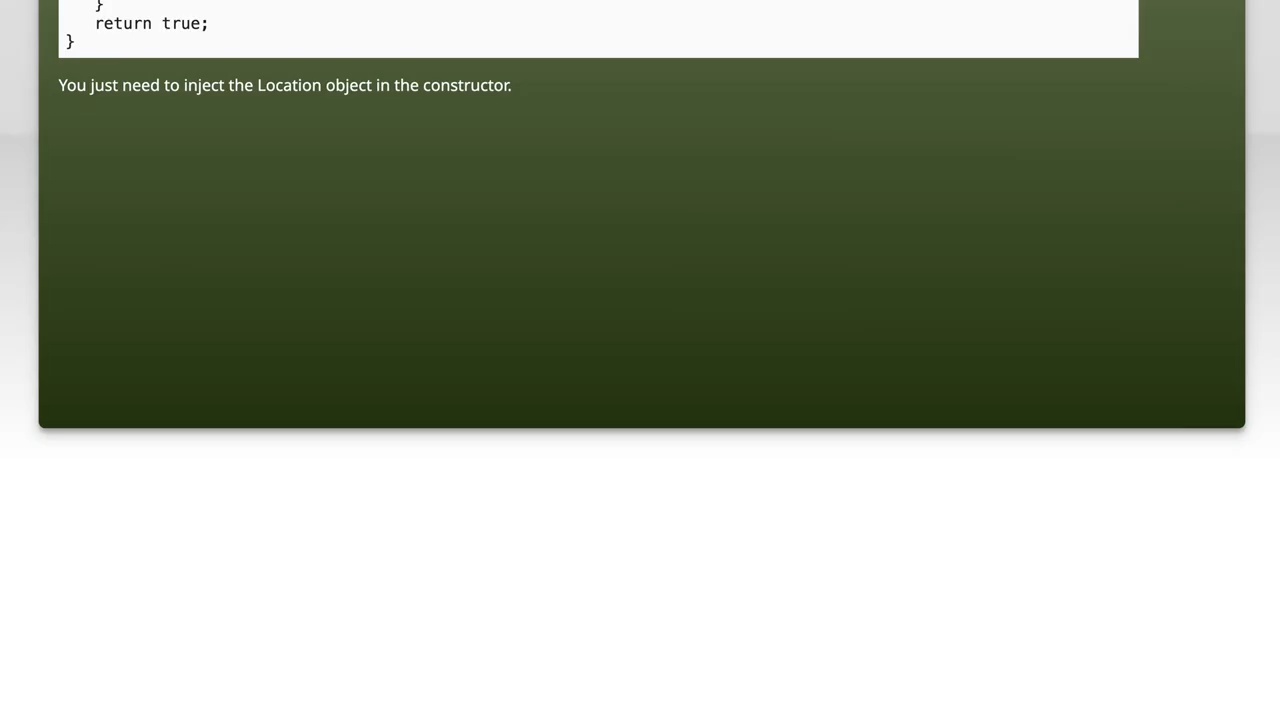 }
return true;
}
You just need to inject the Location object in the constructor.